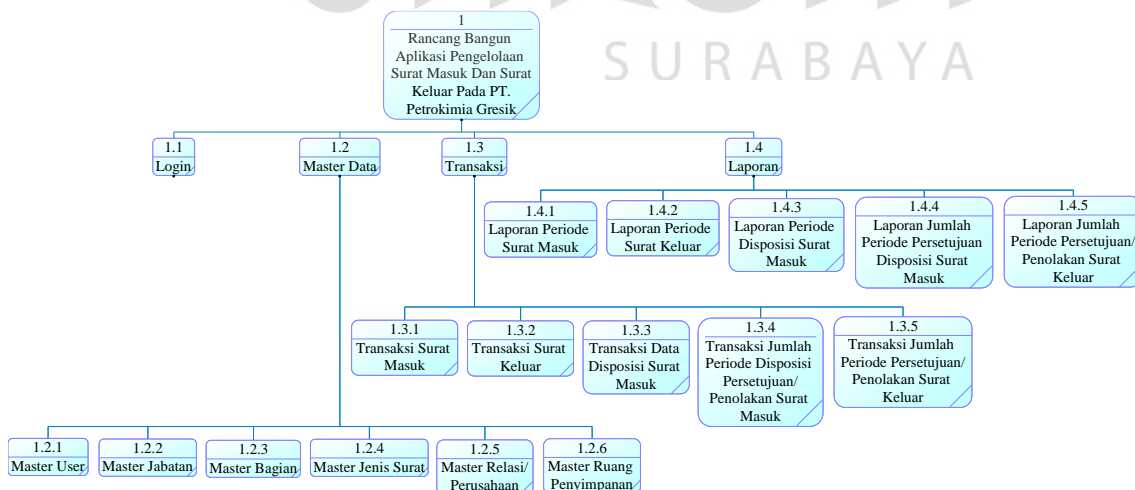 SURABAYA
1
Rancang Bangun
Aplikasi Pengelolaan
Surat Masuk Dan Surat
Keluar Pada PT.
Petrokimia Gresik
1.1
Login
1.2
Master Data
1.3
Transaksi
1.4
Laporan
1.4.1
Laporan Periode
Surat Masuk
1.4.2
Laporan Periode
Surat Keluar
1.4.3
Laporan Periode
Disposisi Surat
Masuk
1.4.4
Laporan Jumlah
Periode Persetujuan
Disposisi Surat
Masuk
1.4.5
Laporan Jumlah
Periode Persetujuan/
Penolakan Surat
Keluar
1.3.1
Transaksi Surat
Masuk
1.3.2
Transaksi Surat
Keluar
1.3.3
Transaksi Data
Disposisi Surat
Masuk
1.3.4
Transaksi Jumlah
Periode Disposisi
Persetujuan/
Penolakan Surat
Masuk
1.3.5
Transaksi Jumlah
Periode Persetujuan/
Penolakan Surat
Keluar
1.2.1
Master User
1.2.2
Master Jabatan
1.2.3
Master Bagian
1.2.4
Master Jenis Surat
1.2.5
Master Relasi/
Perusahaan
1.2.6
Master Ruang
Penyimpanan